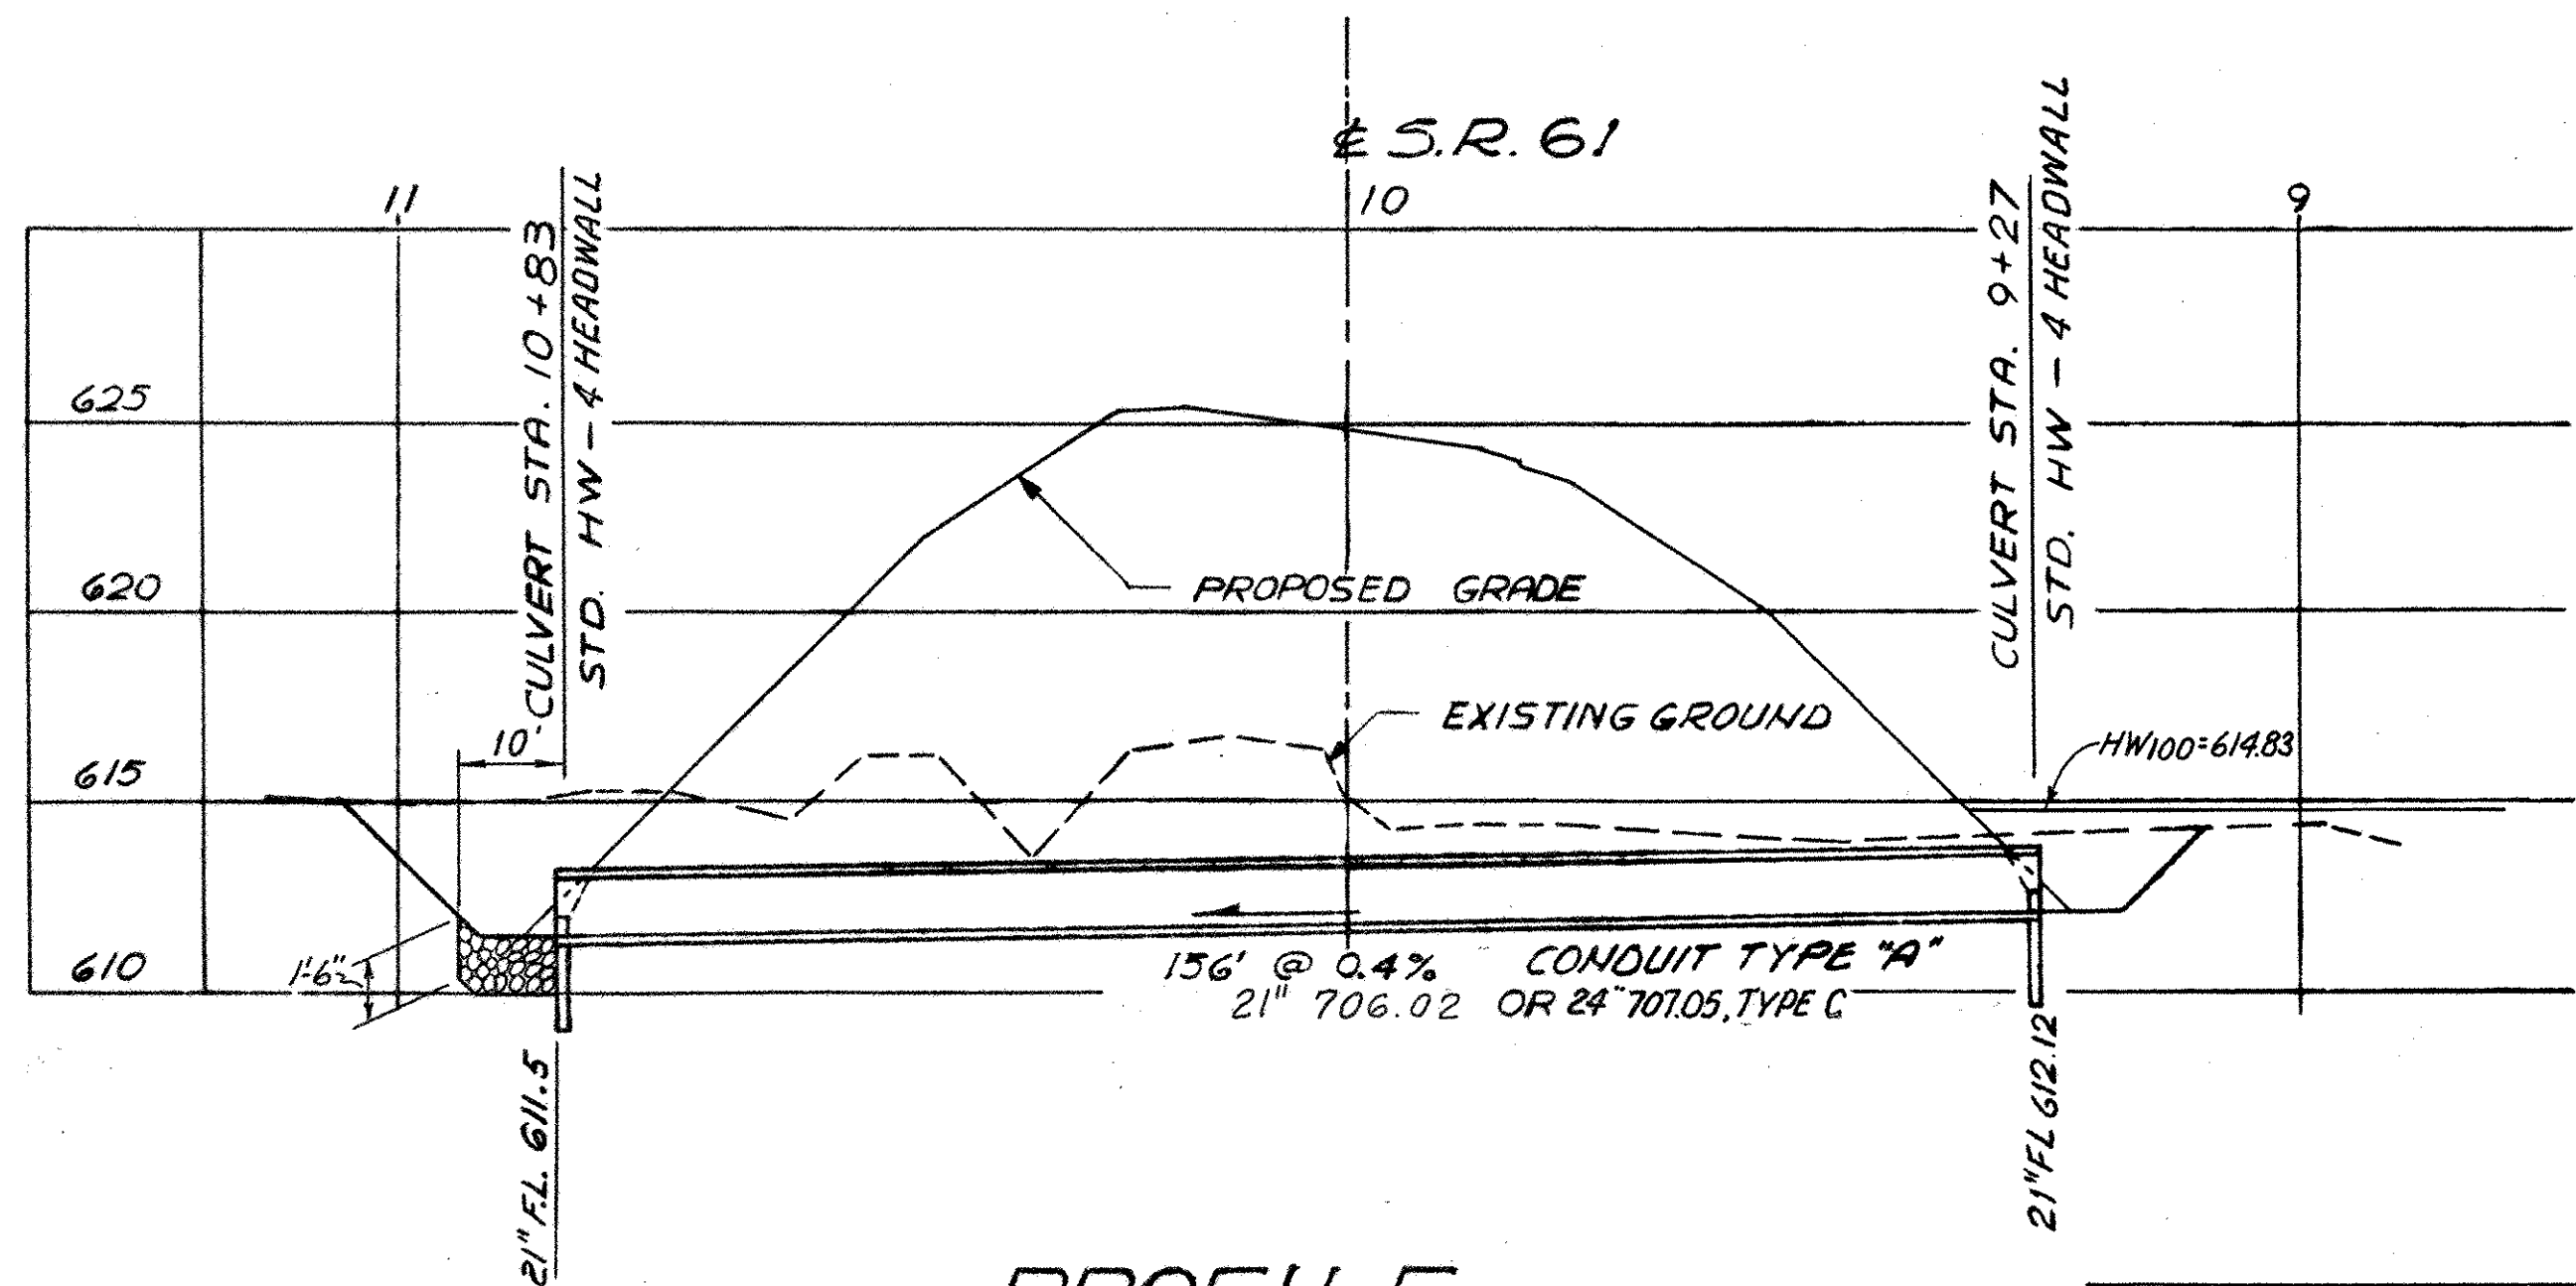 ℄ S.R. 61
11
10
9
CULVERT STA. 10+83
STD. HW-4 HEADWALL
CULVERT STA. 9+27
STD. HW-4 HEADWALL
625
620
615
610
PROPOSED GRADE
EXISTING GROUND
HW100=614.83
10'
1'-6"
156' @ 0.4% CONDUIT TYPE "A"
21" 706.02 OR 24" 707.05, TYPE C
21" F.L. 611.5
21" FL 612.12
PROFILE